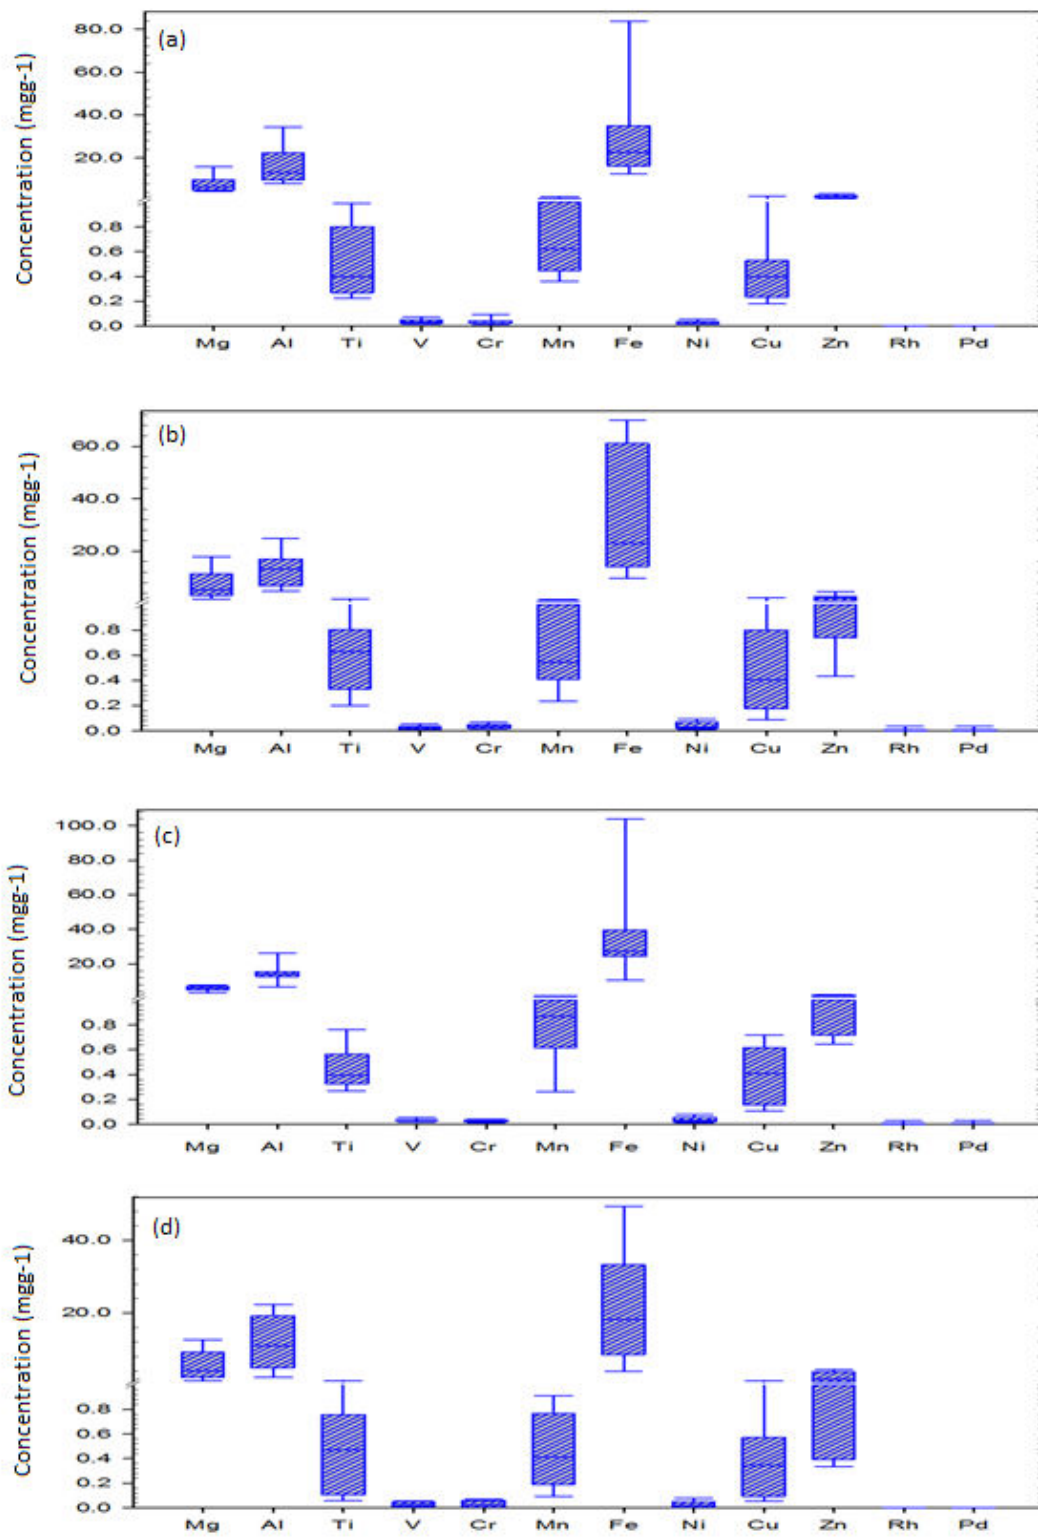 Concentration (mgg-1)
(a)
80.0
60.0
40.0
20.0
0.8
0.6
0.4
0.2
0.0
Mg Al Ti V Cr Mn Fe Ni Cu Zn Rh Pd
Concentration (mgg-1)
(b)
60.0
40.0
20.0
0.8
0.6
0.4
0.2
0.0
Mg Al Ti V Cr Mn Fe Ni Cu Zn Rh Pd
Concentration (mgg-1)
(c)
100.0
80.0
60.0
40.0
20.0
0.8
0.6
0.4
0.2
0.0
Mg Al Ti V Cr Mn Fe Ni Cu Zn Rh Pd
Concentration (mgg-1)
(d)
40.0
20.0
0.8
0.6
0.4
0.2
0.0
Mg Al Ti V Cr Mn Fe Ni Cu Zn Rh Pd